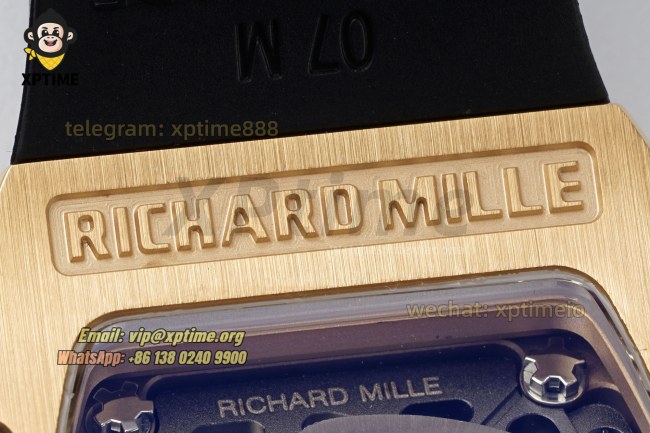 07 M
XPTIME
telegram: xptime888
XPtime
RICHARD MILLE
wechat: xptimeio
Email: vip@xptime.org
WhatsApp: +86 138 0240 9900
RICHARD MILLE